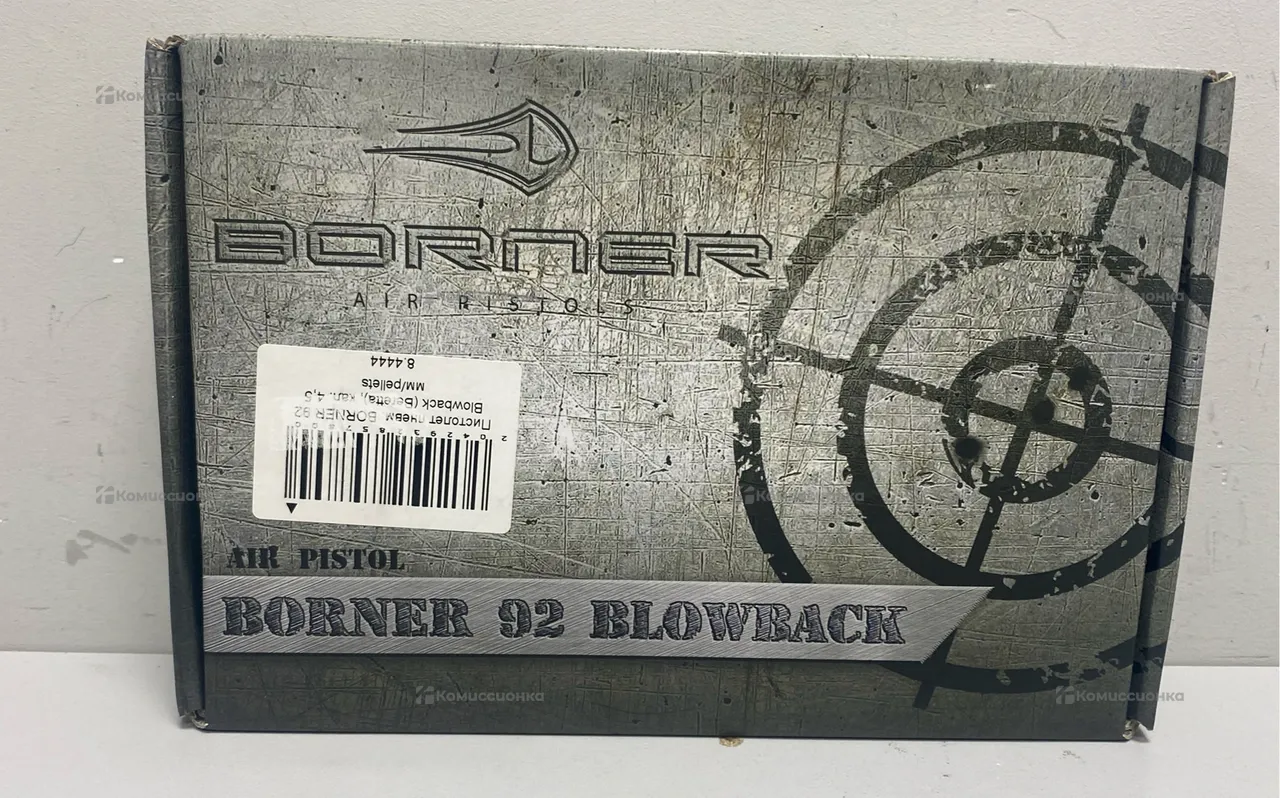 BORNER
AIR PISTOLS
8.4444
мм/pellets
Blowback (Beretta), кал. 4,5
Пистолет пневм. BORNER 92
AIR PISTOL
BORNER 92 BLOWBACK
Комиссионка
Комиссионка
Комиссионка
Комиссионка